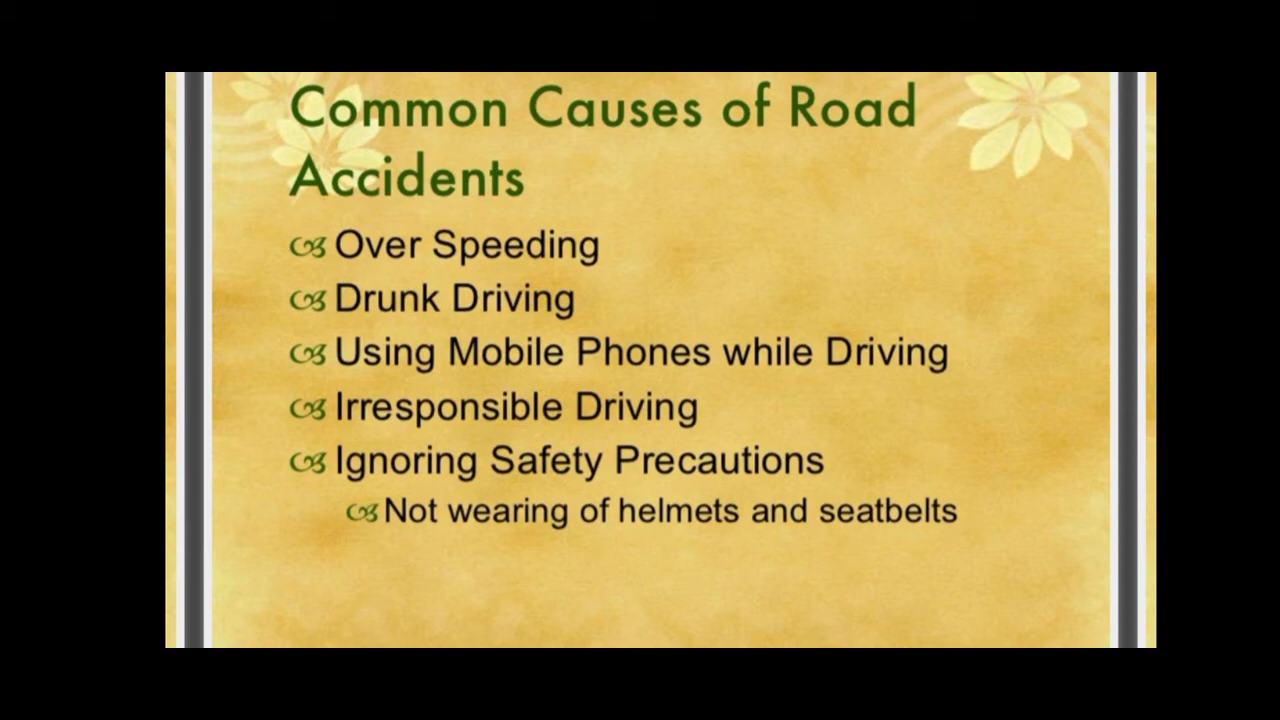 Common Causes of Road
Accidents
Over Speeding
Drunk Driving
Using Mobile Phones while Driving
Irresponsible Driving
Ignoring Safety Precautions
Not wearing of helmets and seatbelts